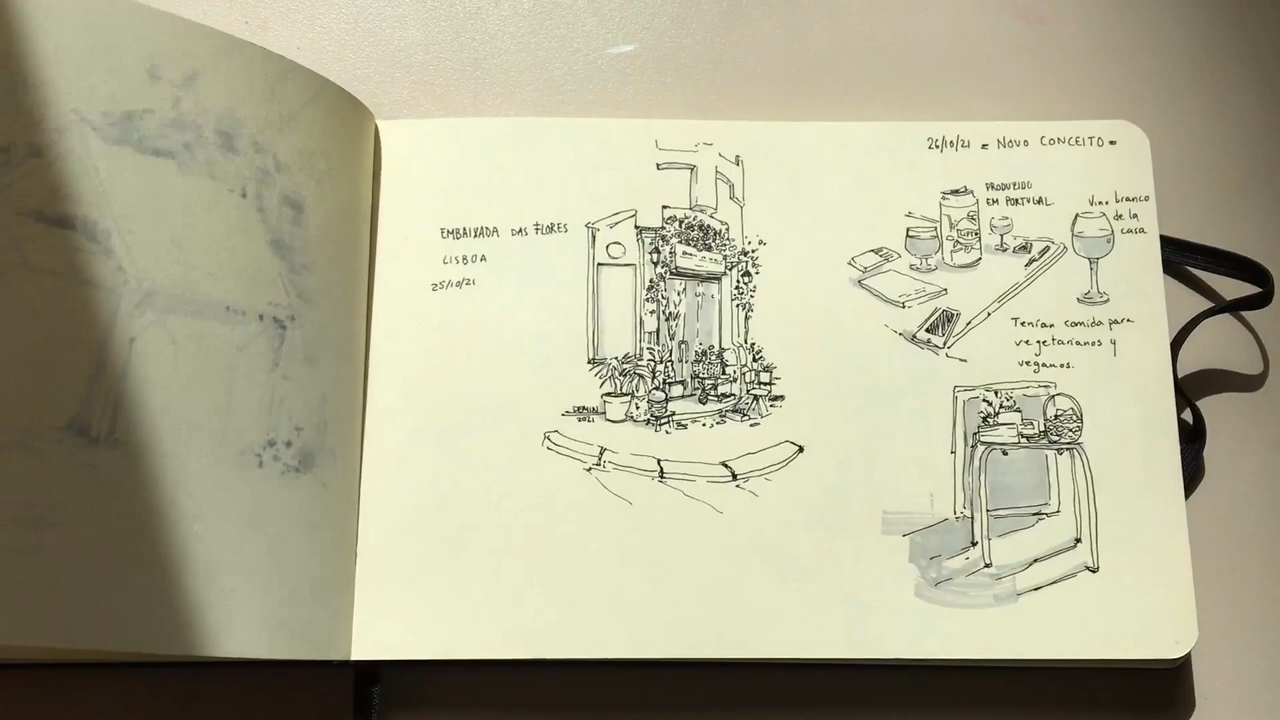 EMBAIXADA DAS FLORES
LISBOA
25/10/21
DEMIN
2021
26/10/21 = NOVO CONCEITO =
PRODUZIDO
EM PORTUGAL.
Vino branco
de la
casa
Tenían comida para
vegetarianos y
veganos.